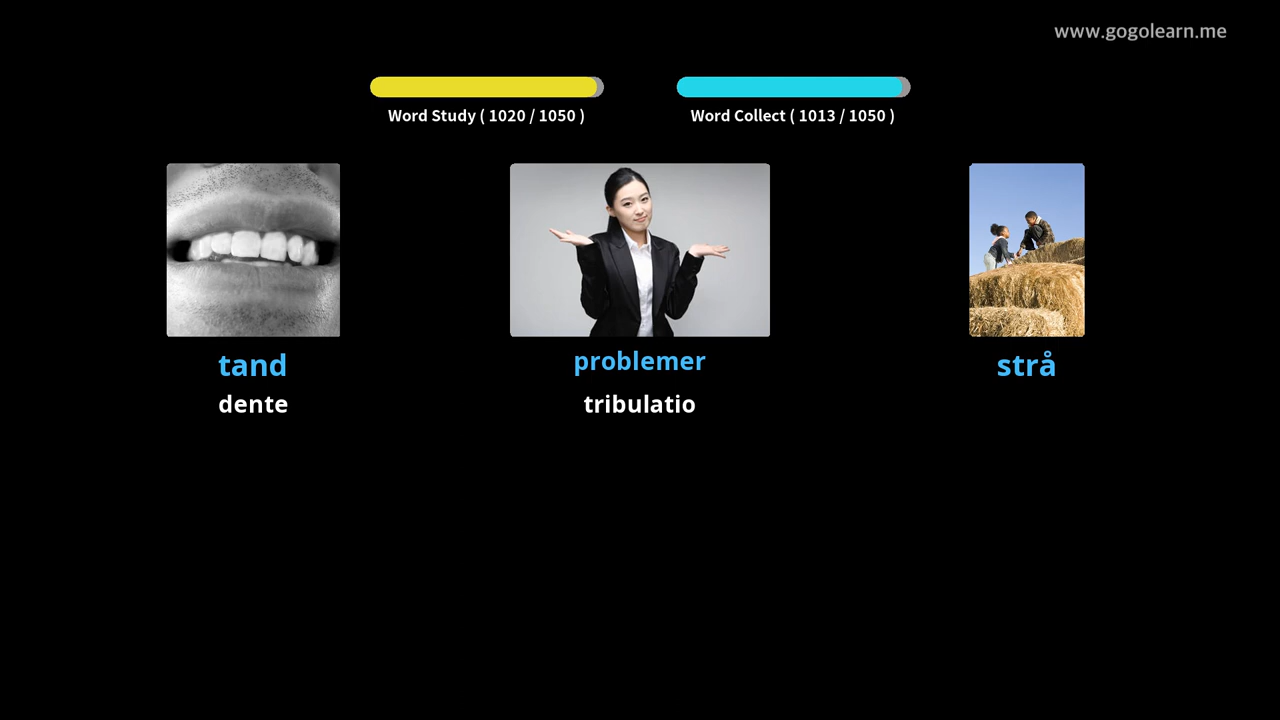 www.gogolearn.me
Word Study ( 1020 / 1050 )
Word Collect ( 1013 / 1050 )
tand
problemer
strå
dente
tribulatio